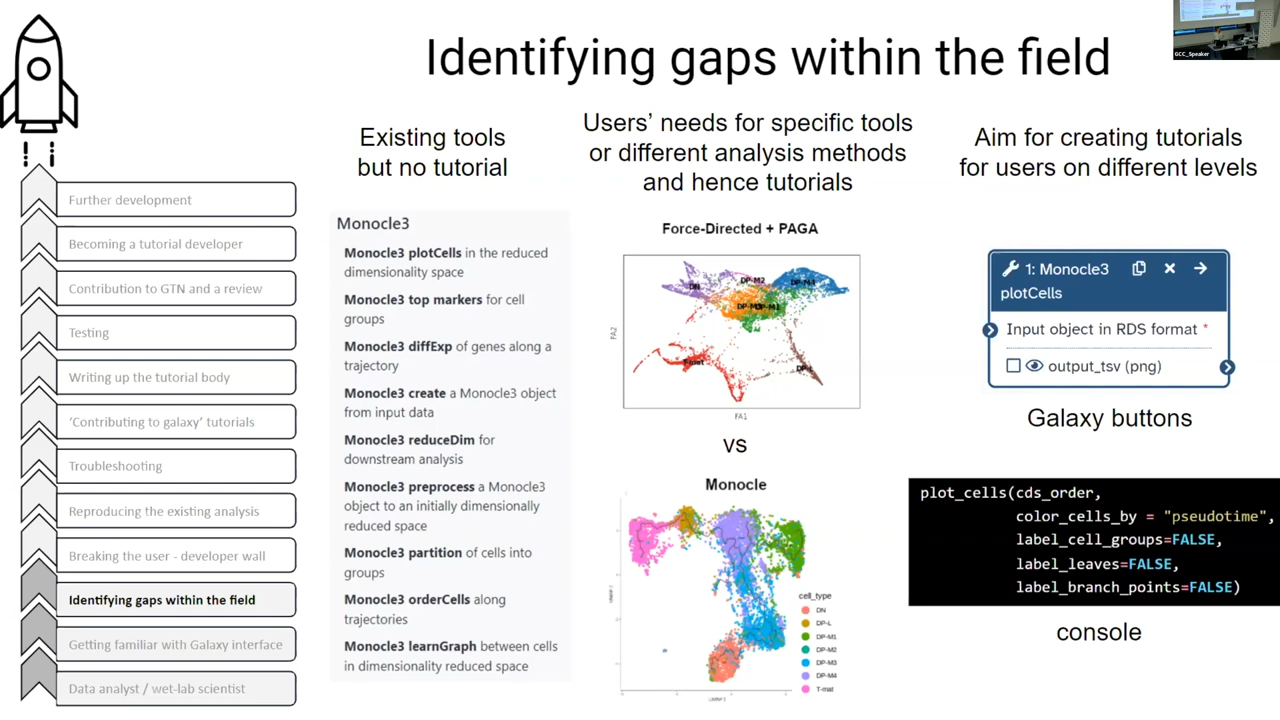 Identifying gaps within the field
GCC_Speaker
Further development
Becoming a tutorial developer
Contribution to GTN and a review
Testing
Writing up the tutorial body
'Contributing to galaxy' tutorials
Troubleshooting
Reproducing the existing analysis
Breaking the user - developer wall
Identifying gaps within the field
Getting familiar with Galaxy interface
Data analyst / wet-lab scientist
Existing tools
but no tutorial
Monocle3
Monocle3 plotCells in the reduced
dimensionality space
Monocle3 top markers for cell
groups
Monocle3 diffExp of genes along a
trajectory
Monocle3 create a Monocle3 object
from input data
Monocle3 reduceDim for
downstream analysis
Monocle3 preprocess a Monocle3
object to an initially dimensionally
reduced space
Monocle3 partition of cells into
groups
Monocle3 orderCells along
trajectories
Monocle3 learnGraph between cells
in dimensionality reduced space
Users' needs for specific tools
or different analysis methods
and hence tutorials
Force-Directed + PAGA
DN
DP-M2
FA2
FA1
vs
Monocle
cell_type
DN
DP-L
DP-M1
DP-M2
DP-M3
DP-M4
T-mat
Aim for creating tutorials
for users on different levels
1: Monocle3
plotCells
Input object in RDS format *
output_tsv (png)
Galaxy buttons
plot_cells(cds_order,
color_cells_by = "pseudotime",
label_cell_groups=FALSE,
label_leaves=FALSE,
label_branch_points=FALSE)
console